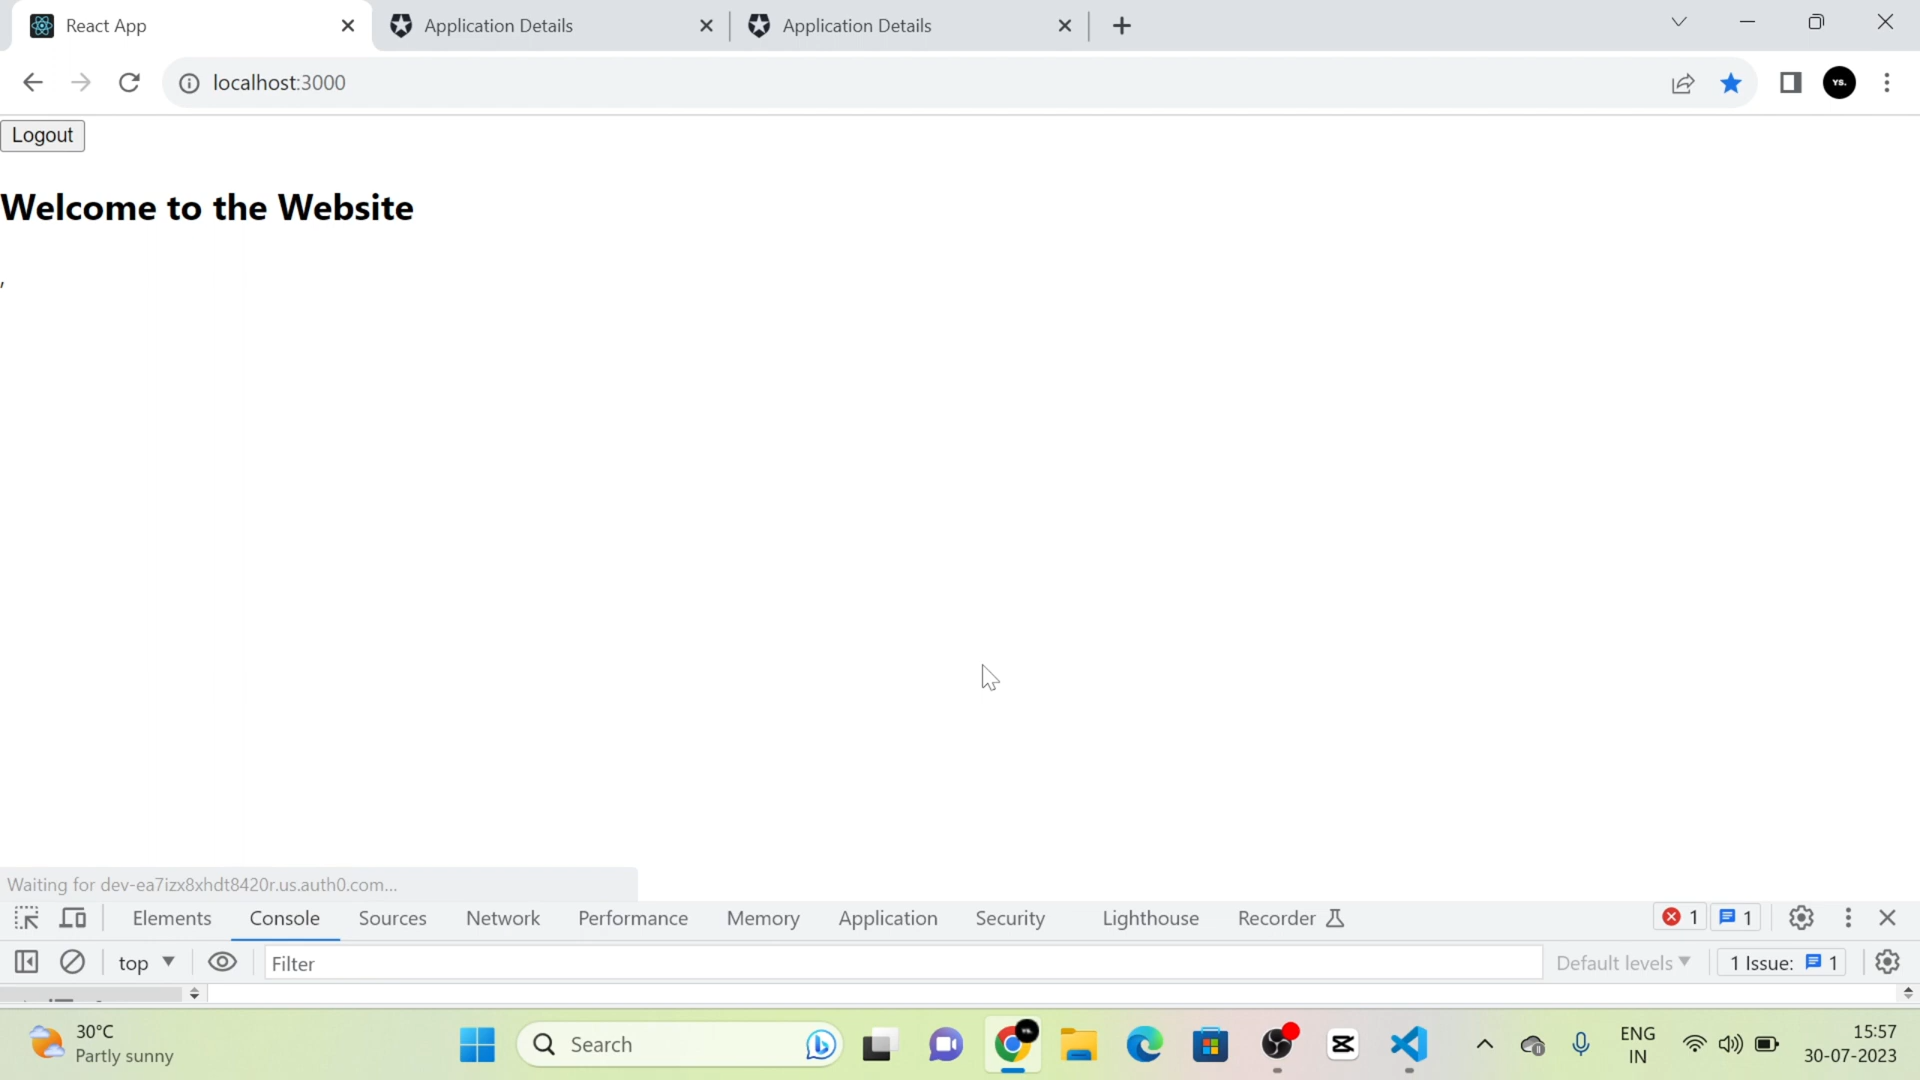 React App
Application Details
Application Details
localhost:3000
YS.
Logout
Welcome to the Website
,
Waiting for dev-ea7izx8xhdt8420r.us.auth0.com...
Elements Console Sources Network Performance Memory Application Security Lighthouse Recorder 1 1
top Filter Default levels 1 Issue: 1
30°C
Partly sunny
Search
ENG
IN
15:57
30-07-2023